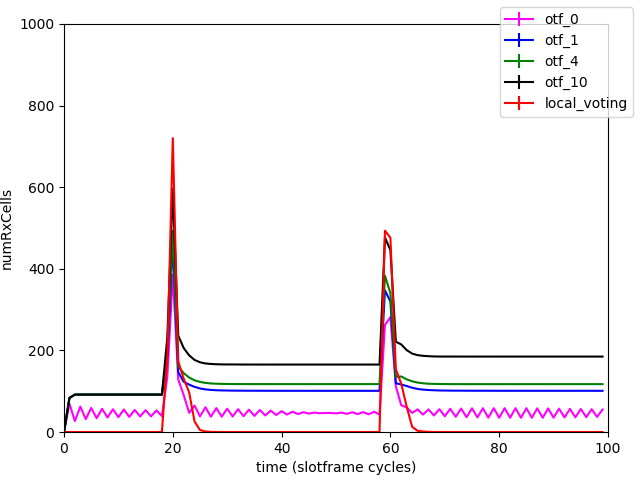 1000
800
600
400
200
0
numRxCells
0 20 40 60 80 100
time (slotframe cycles)
otf_0
otf_1
otf_4
otf_10
local_voting